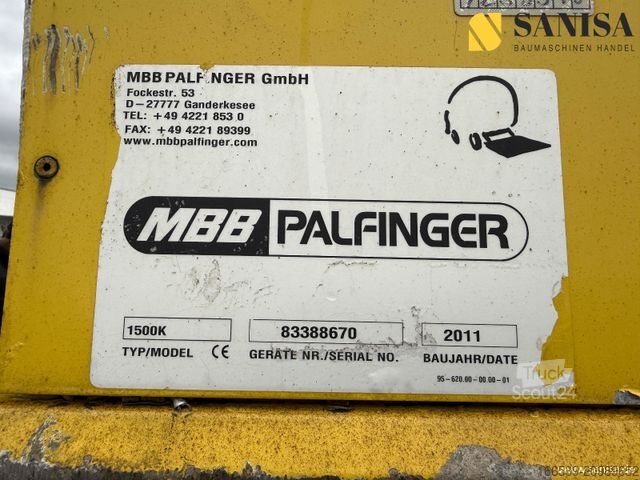 SANISA
BAUMASCHINEN HANDEL
MBB PALFINGER GmbH
Fockestr. 53
D-27777 Ganderkesee
TEL: +49 4221 853 0
FAX: +49 4221 89399
www.mbbpalfinger.com
MBB PALFINGER
1500K 83388670 2011
TYP/MODEL CE GERÄTE NR./SERIAL NO. BAUJAHR/DATE
95-620.00-00.00-01
Truck
Scout24